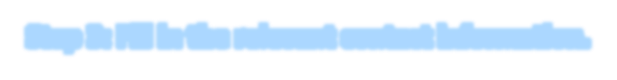 Step 3: Fill in the relevant contact information.